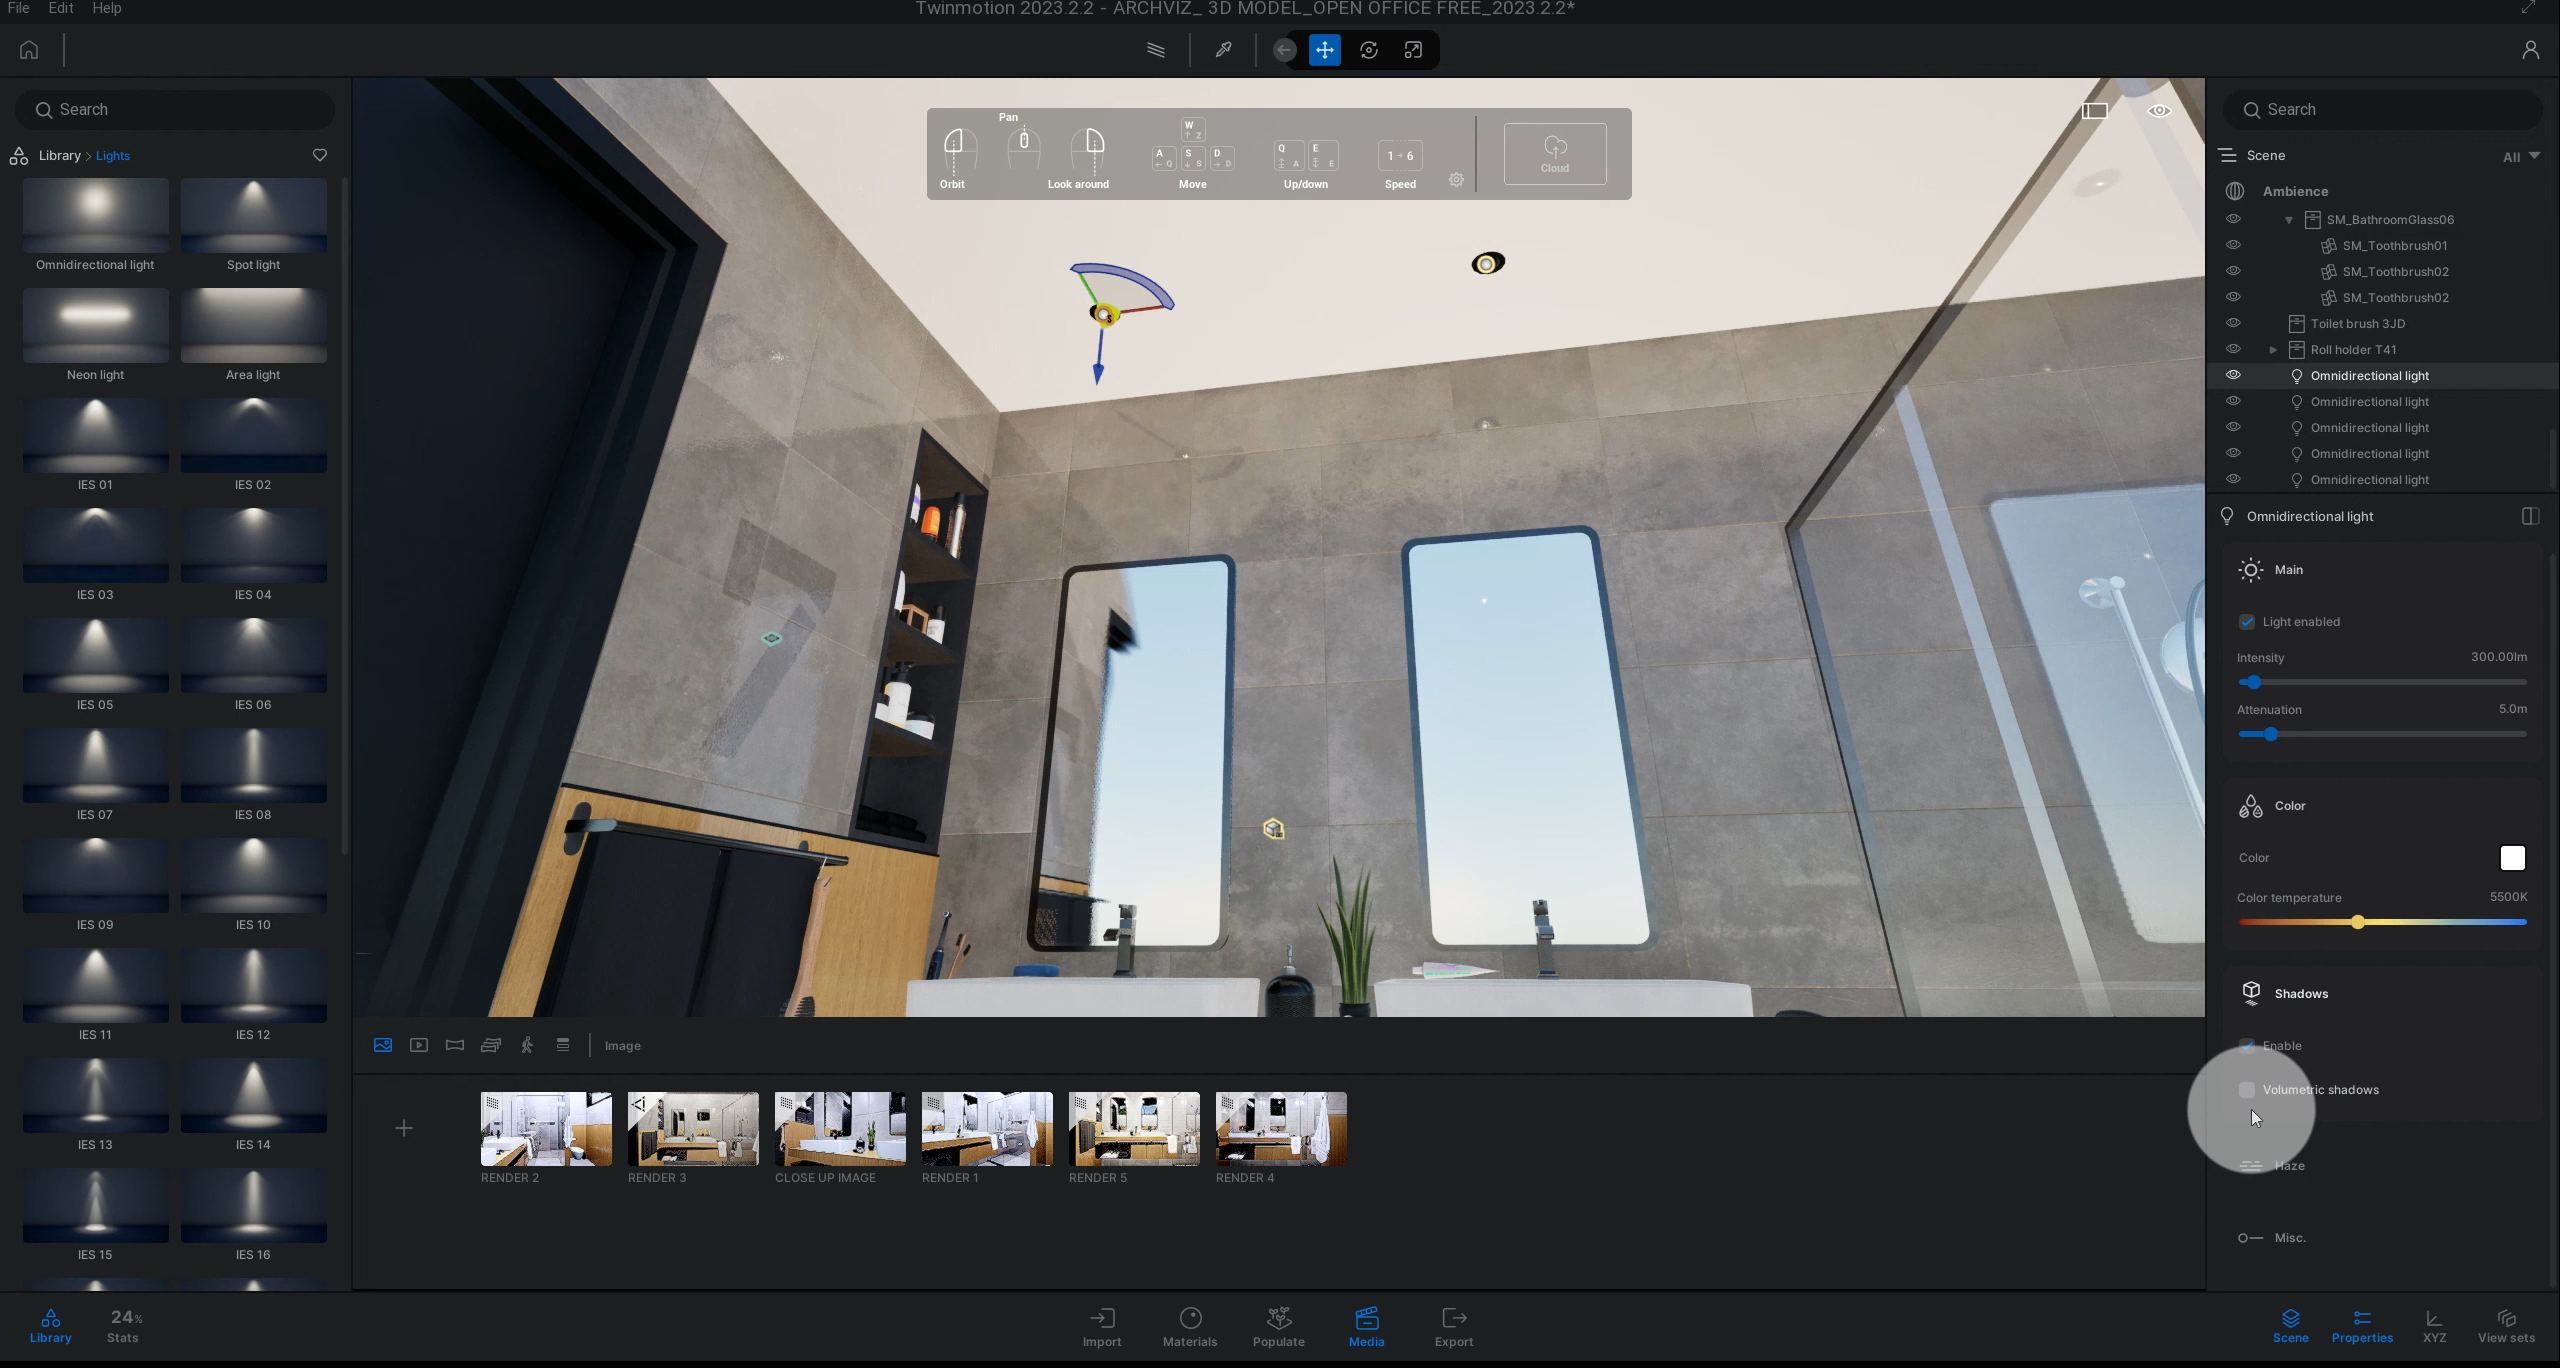 File Edit Help
Twinmotion 2023.2.2 - ARCHVIZ_ 3D MODEL_OPEN OFFICE FREE_2023.2.2*
Search
Library > Lights
Omnidirectional light
Spot light
Neon light
Area light
IES 01
IES 02
IES 03
IES 04
IES 05
IES 06
IES 07
IES 08
IES 09
IES 10
IES 11
IES 12
IES 13
IES 14
IES 15
IES 16
Pan
Orbit
Look around
W
Z
A S D
Q S D
Move
Q E
A E
Up/down
1 - 6
Speed
Cloud
Image
RENDER 2
RENDER 3
CLOSE UP IMAGE
RENDER 1
RENDER 5
RENDER 4
Search
Scene
All
Ambience
SM_BathroomGlass06
SM_Toothbrush01
SM_Toothbrush02
SM_Toothbrush02
Toilet brush 3JD
Roll holder T41
Omnidirectional light
Omnidirectional light
Omnidirectional light
Omnidirectional light
Omnidirectional light
Omnidirectional light
Main
Light enabled
Intensity 300.00lm
Attenuation 5.0m
Color
Color
Color temperature 5500K
Shadows
Enable
Volumetric shadows
Haze
Misc.
Library
24%
Stats
Import
Materials
Populate
Media
Export
Scene
Properties
XYZ
View sets